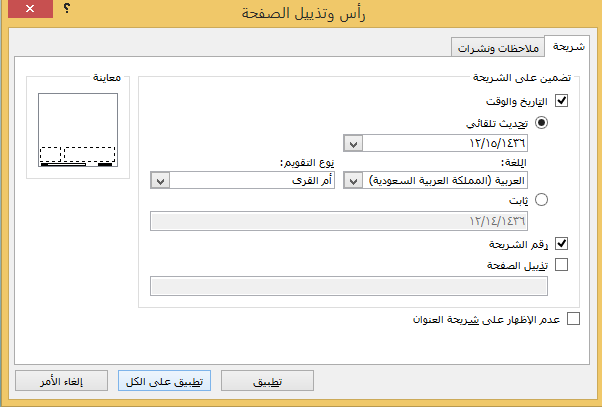 رأس وتذييل الصفحة
؟
شريحة
ملاحظات ونشرات
تضمين على الشريحة
معاينة
التاريخ والوقت
تحديث تلقائي
١٢/١٥/١٤٣٦
اللغة:
نوع التقويم:
العربية (المملكة العربية السعودية)
أم القرى
ثابت
١٢/١٤/١٤٣٦
رقم الشريحة
تذييل الصفحة
عدم الإظهار على شريحة العنوان
تطبيق
تطبيق على الكل
إلغاء الأمر